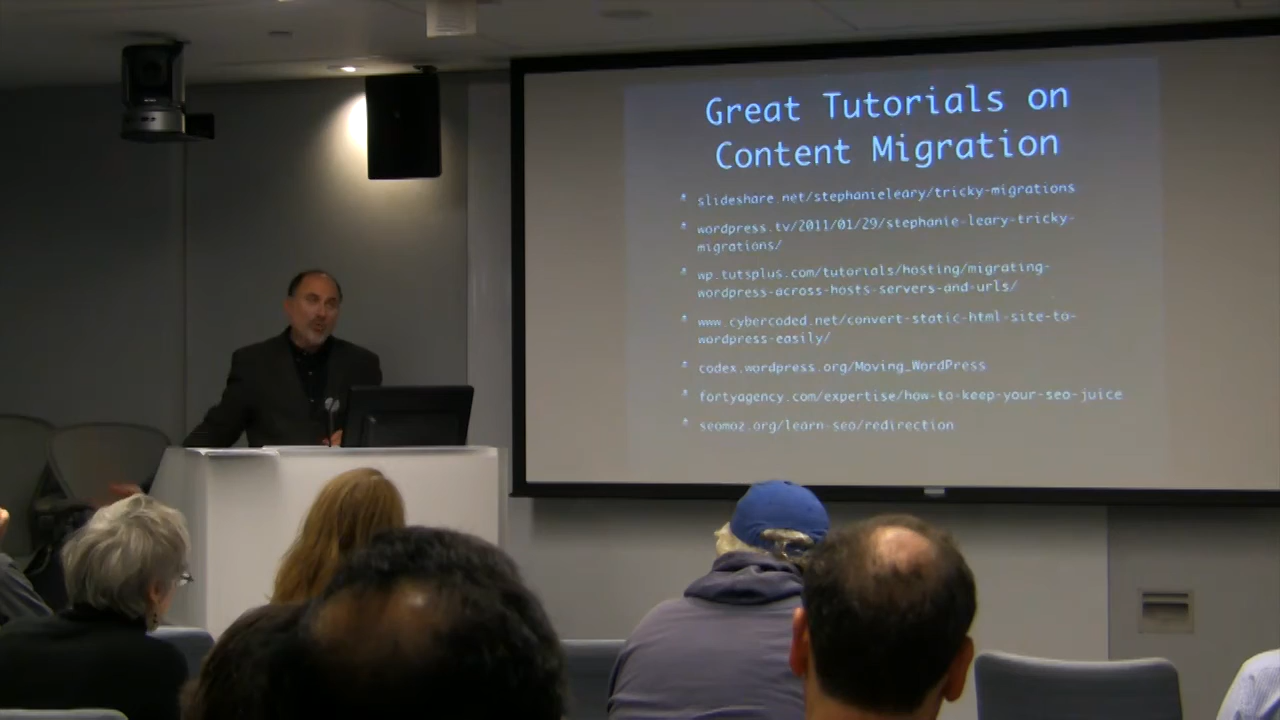 Great Tutorials on
Content Migration
* slideshare.net/stephanieleary/tricky-migrations
* wordpress.tv/2011/01/29/stephanie-leary-tricky-
migrations/
* wp.tutsplus.com/tutorials/hosting/migrating-
wordpress-across-hosts-servers-and-urls/
* www.cybercoded.net/convert-static-html-site-to-
wordpress-easily/
* codex.wordpress.org/Moving_WordPress
* fortyagency.com/expertise/how-to-keep-your-seo-juice
* seomoz.org/learn-seo/redirection